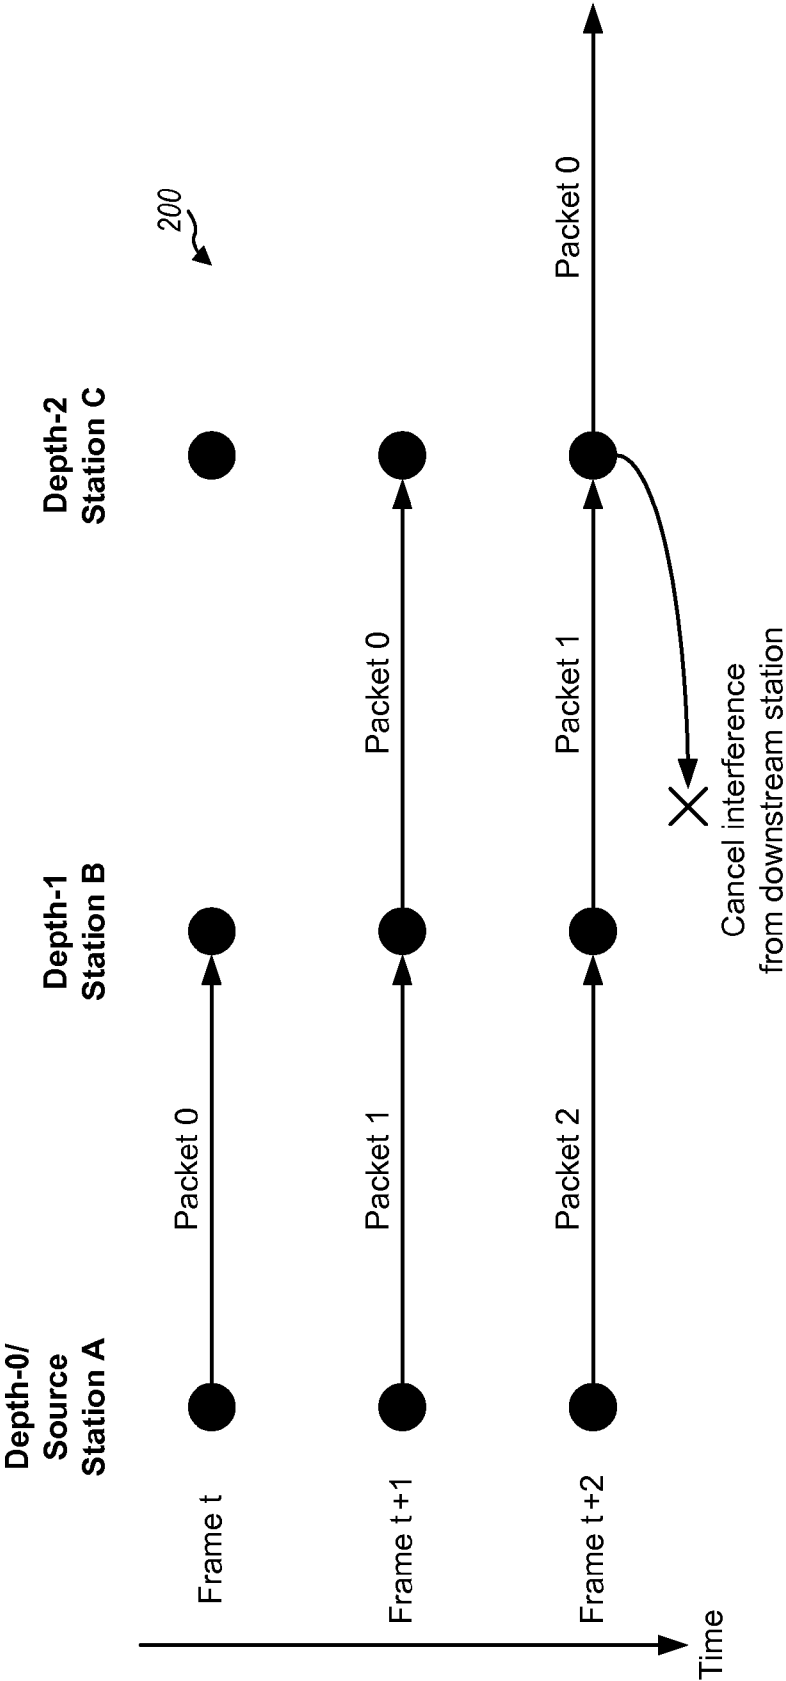 200
Depth-0/
Source
Station A
Depth-1
Station B
Depth-2
Station C
Frame t
Packet 0
Frame t+1
Packet 1
Packet 0
Frame t+2
Packet 2
Packet 1
Packet 0
Cancel interference
from downstream station
Time